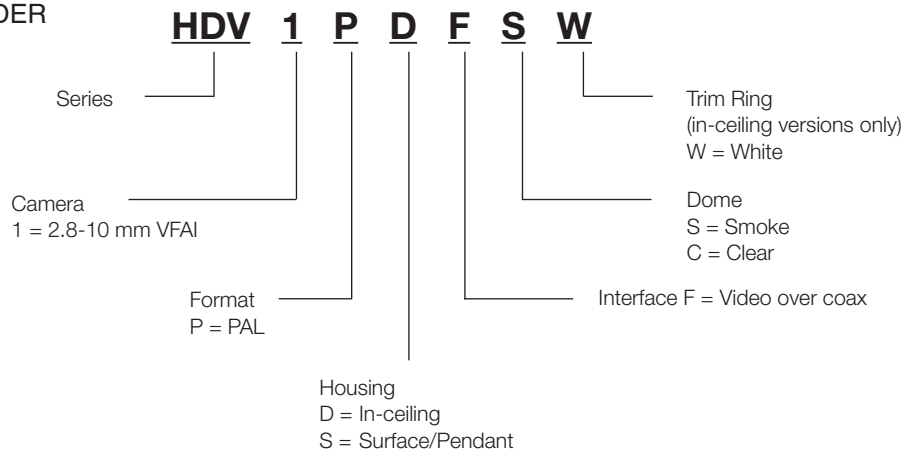 HDV 1 P D F S W
Series
Trim Ring
(in-ceiling versions only)
W = White
Camera
1 = 2.8-10 mm VFAI
Dome
S = Smoke
C = Clear
Format
P = PAL
Interface F = Video over coax
Housing
D = In-ceiling
S = Surface/Pendant